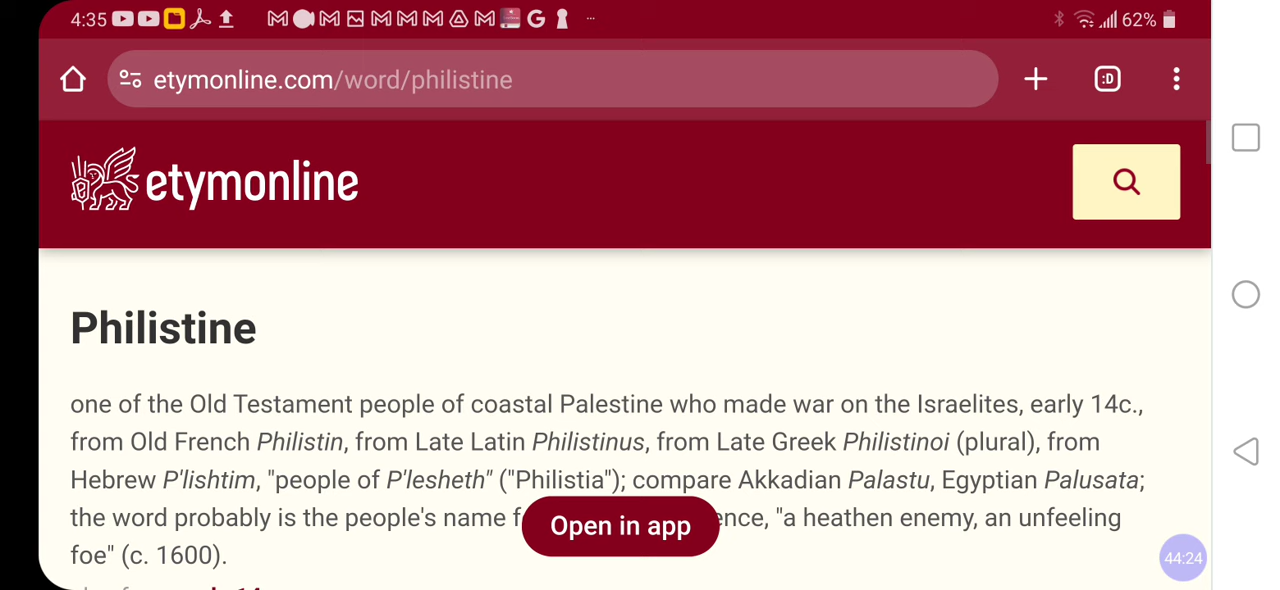 4:35 62%
etymonline.com/word/philistine
:D
etymonline
Philistine
one of the Old Testament people of coastal Palestine who made war on the Israelites, early 14c.,
from Old French Philistin, from Late Latin Philistinus, from Late Greek Philistinoi (plural), from
Hebrew P'lishtim, "people of P'lesheth" ("Philistia"); compare Akkadian Palastu, Egyptian Palusata;
the word probably is the people's name "a heathen enemy, an unfeeling
Open in app
foe" (c. 1600).
44:24